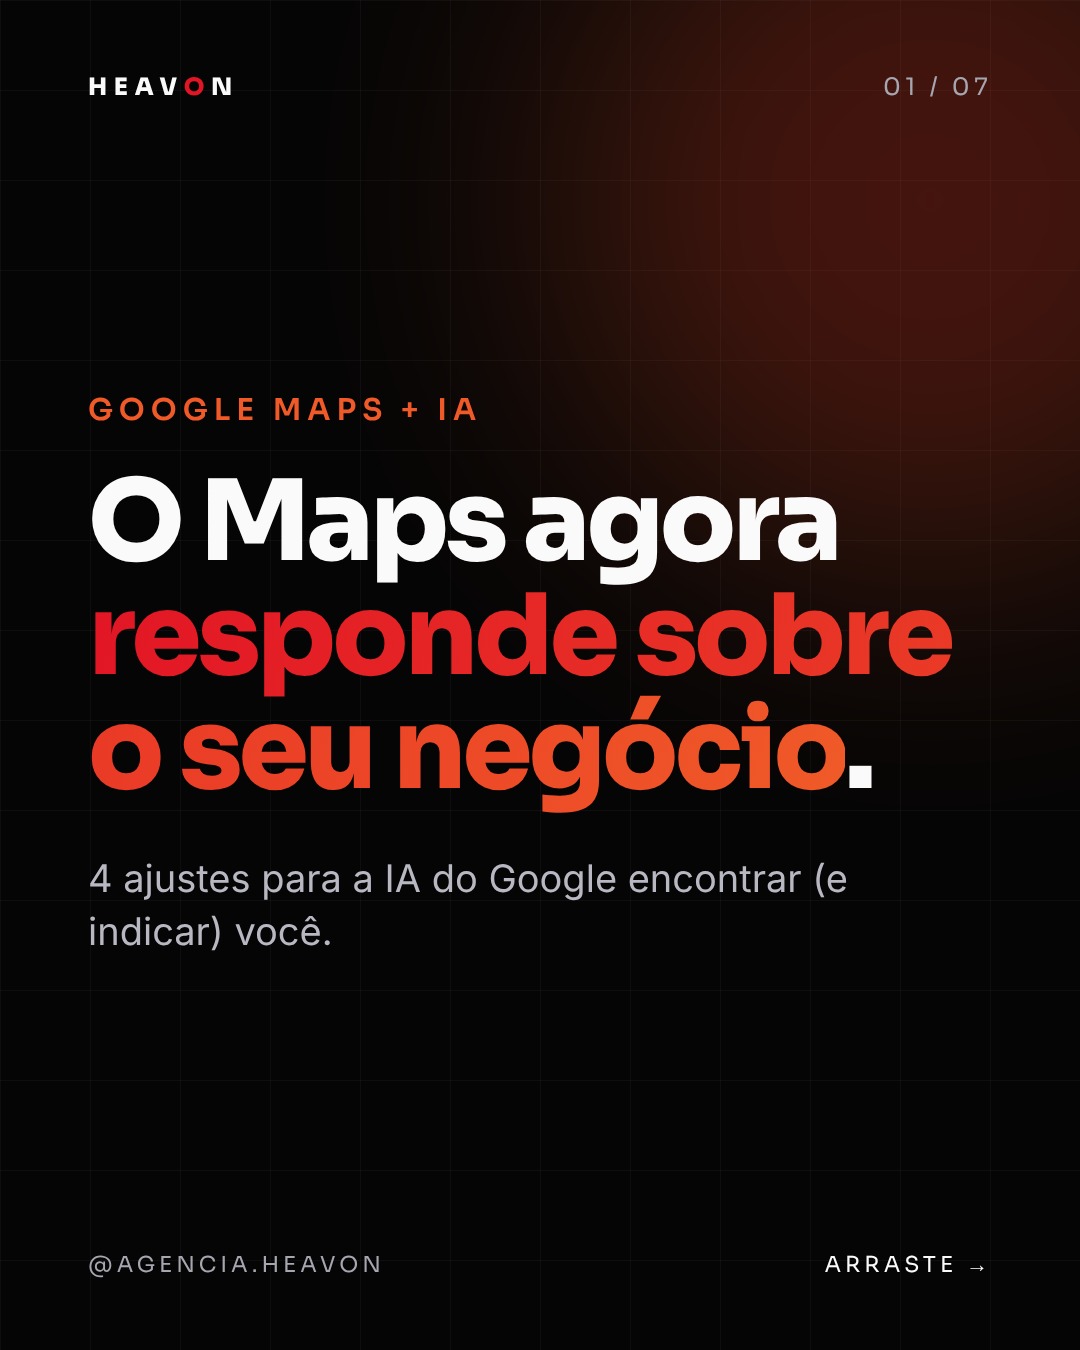 HEAVON
01 / 07
GOOGLE MAPS + IA
O Maps agora
responde sobre
o seu negócio.
4 ajustes para a IA do Google encontrar (e
indicar) você.
@AGENCIA.HEAVON
ARRASTE →